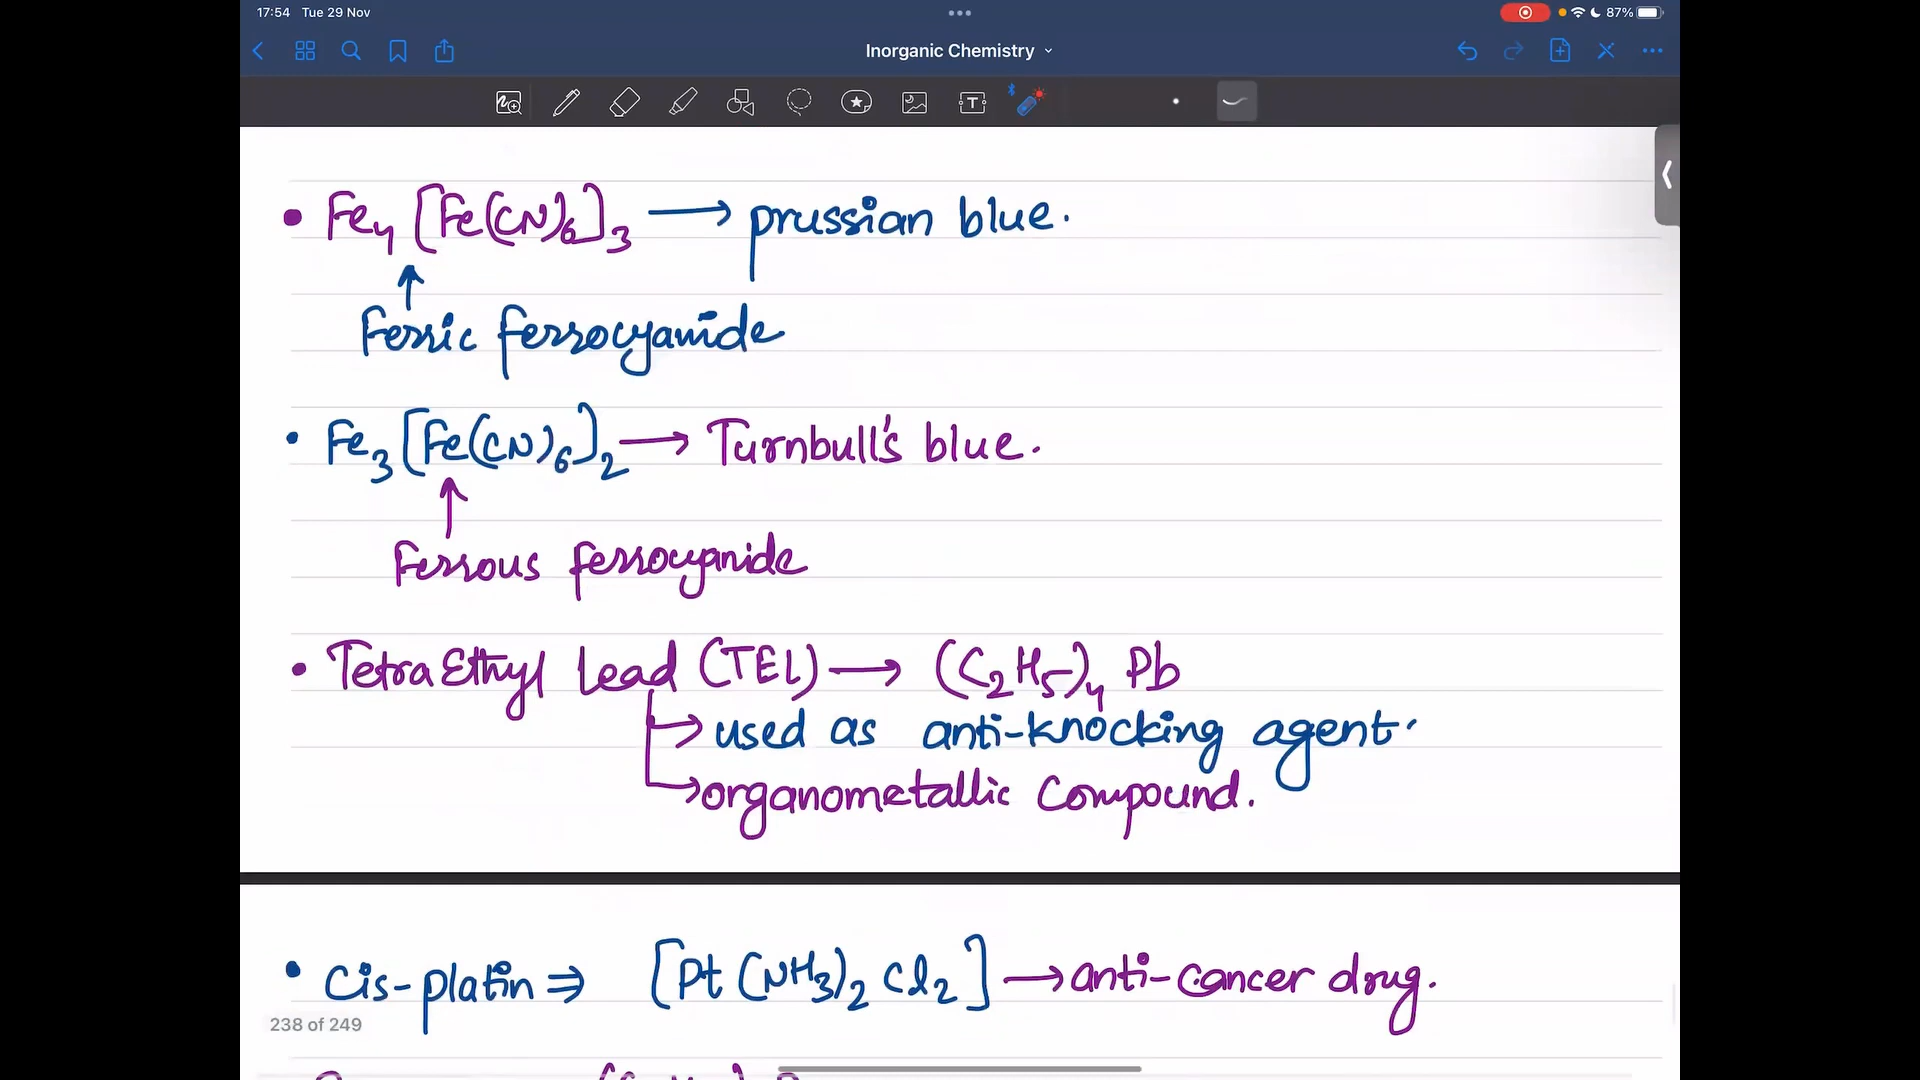 17:54 Tue 29 Nov
87%
Inorganic Chemistry
• Fe₄[Fe(CN)₆]₃ → prussian blue.
↑
Ferric ferrocyanide
• Fe₃[Fe(CN)₆]₂ → Turnbull's blue.
↑
Ferrous ferrocyanide
• Tetra Ethyl lead (TEL) → (C₂H₅)₄ Pb
→ used as anti-knocking agent.
→ organometallic compound.
• Cis-platin ⇒ [Pt (NH₃)₂ Cl₂] → anti-cancer drug.
238 of 249